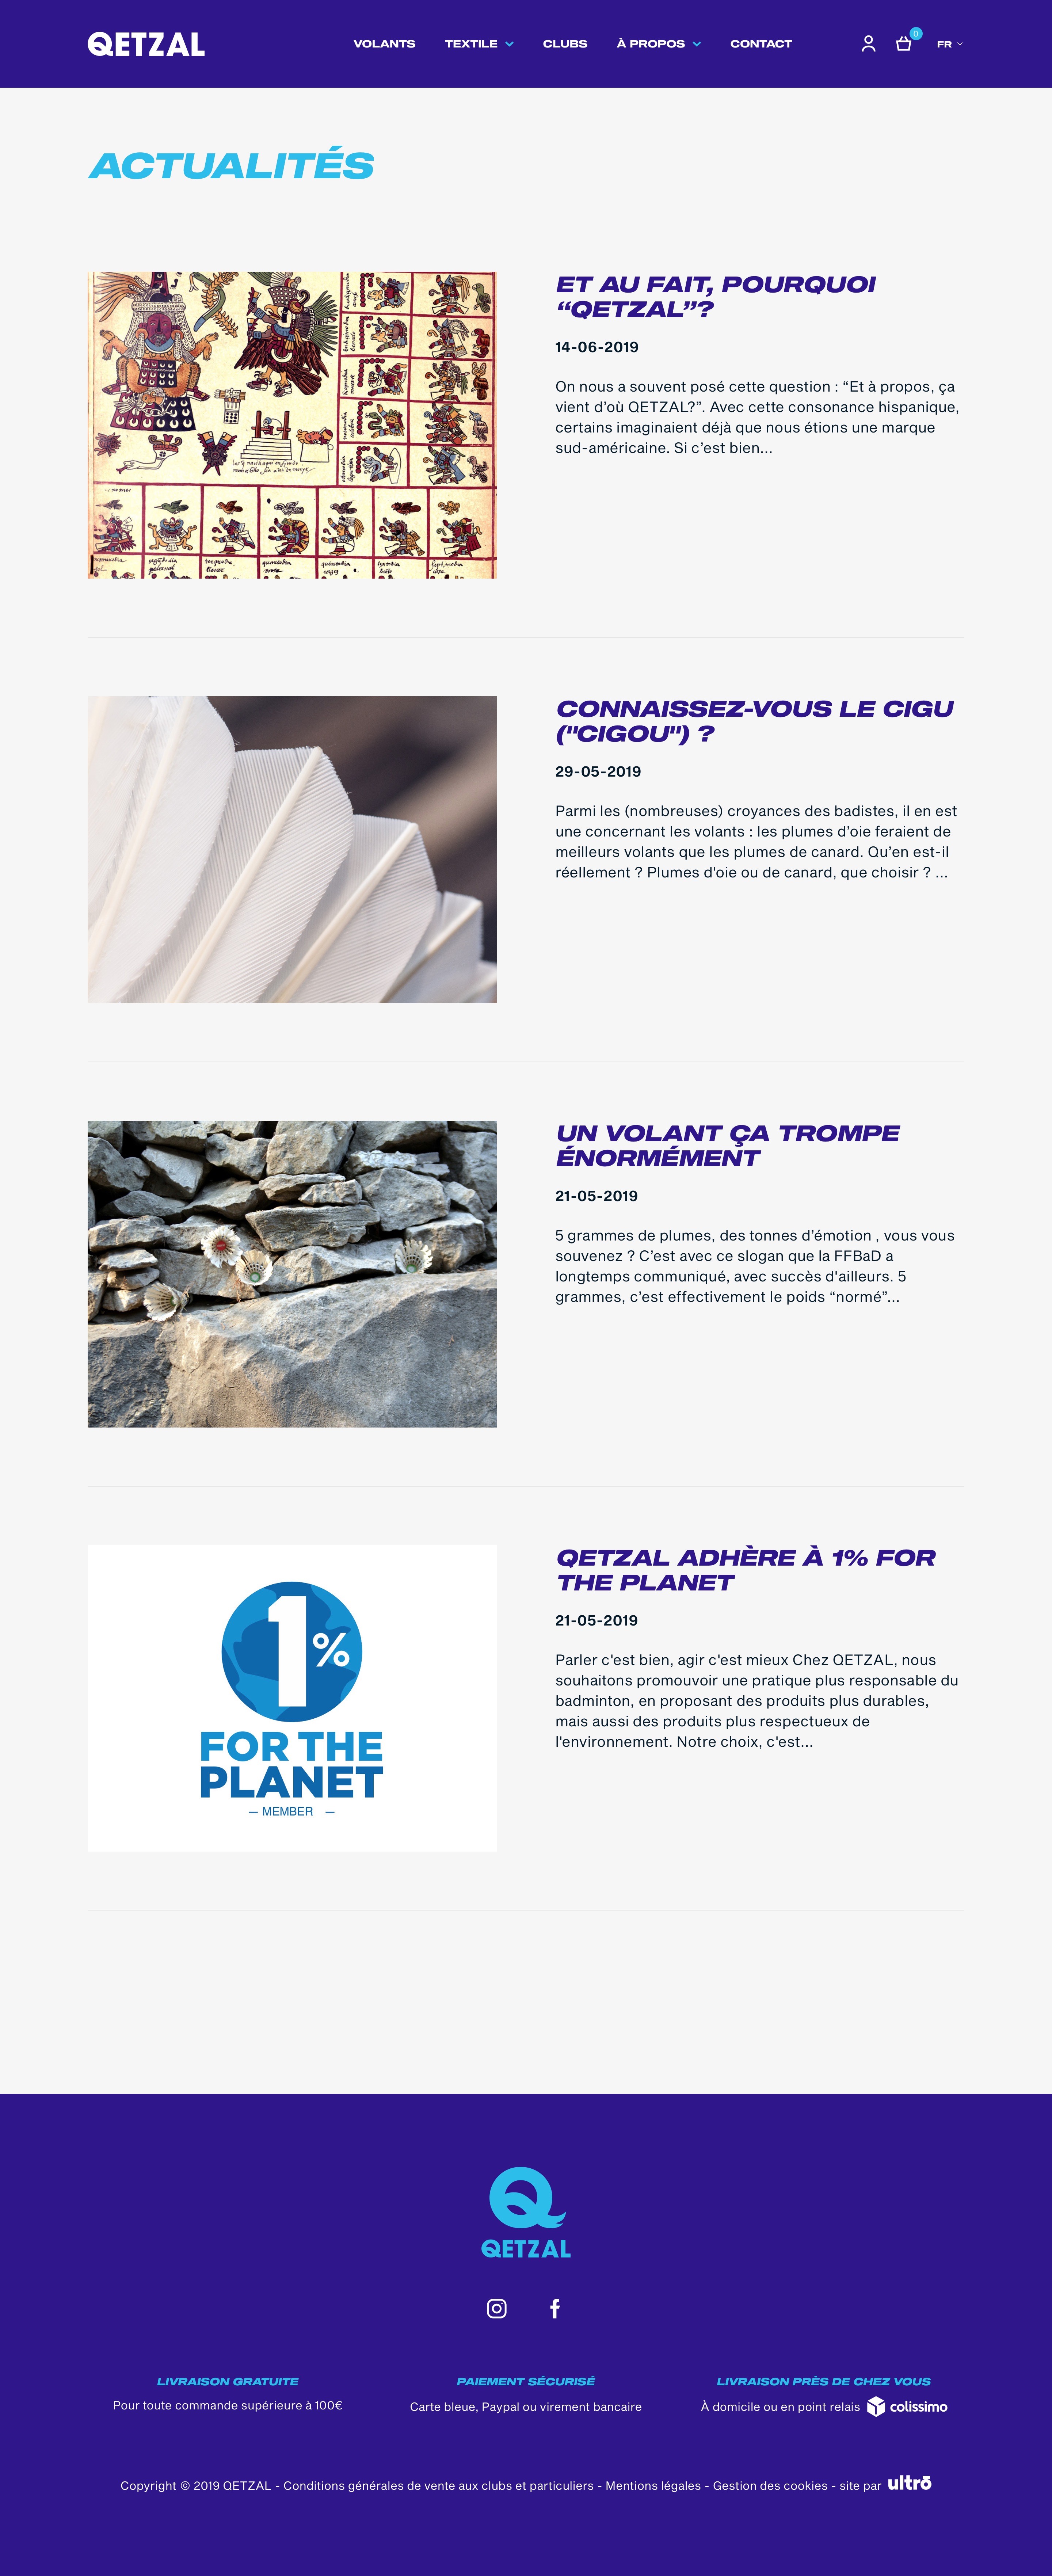 QETZAL
VOLANTS
TEXTILE
CLUBS
À PROPOS
CONTACT
0
FR
ACTUALITÉS
ET AU FAIT, POURQUOI
“QETZAL”?
14-06-2019
On nous a souvent posé cette question : “Et à propos, ça
vient d’où QETZAL?”. Avec cette consonance hispanique,
certains imaginaient déjà que nous étions une marque
sud-américaine. Si c’est bien...
CONNAISSEZ-VOUS LE CIGU
("CIGOU") ?
29-05-2019
Parmi les (nombreuses) croyances des badistes, il en est
une concernant les volants : les plumes d’oie feraient de
meilleurs volants que les plumes de canard. Qu’en est-il
réellement ? Plumes d'oie ou de canard, que choisir ? ...
UN VOLANT ÇA TROMPE
ÉNORMÉMENT
21-05-2019
5 grammes de plumes, des tonnes d’émotion , vous vous
souvenez ? C’est avec ce slogan que la FFBaD a
longtemps communiqué, avec succès d'ailleurs. 5
grammes, c’est effectivement le poids “normé”...
1%
FOR THE
PLANET
— MEMBER —
QETZAL ADHÈRE À 1% FOR
THE PLANET
21-05-2019
Parler c'est bien, agir c'est mieux Chez QETZAL, nous
souhaitons promouvoir une pratique plus responsable du
badminton, en proposant des produits plus durables,
mais aussi des produits plus respectueux de
l'environnement. Notre choix, c'est...
QETZAL
LIVRAISON GRATUITE
Pour toute commande supérieure à 100€
PAIEMENT SÉCURISÉ
Carte bleue, Paypal ou virement bancaire
LIVRAISON PRÈS DE CHEZ VOUS
À domicile ou en point relais colissimo
Copyright © 2019 QETZAL - Conditions générales de vente aux clubs et particuliers - Mentions légales - Gestion des cookies - site par ultrō